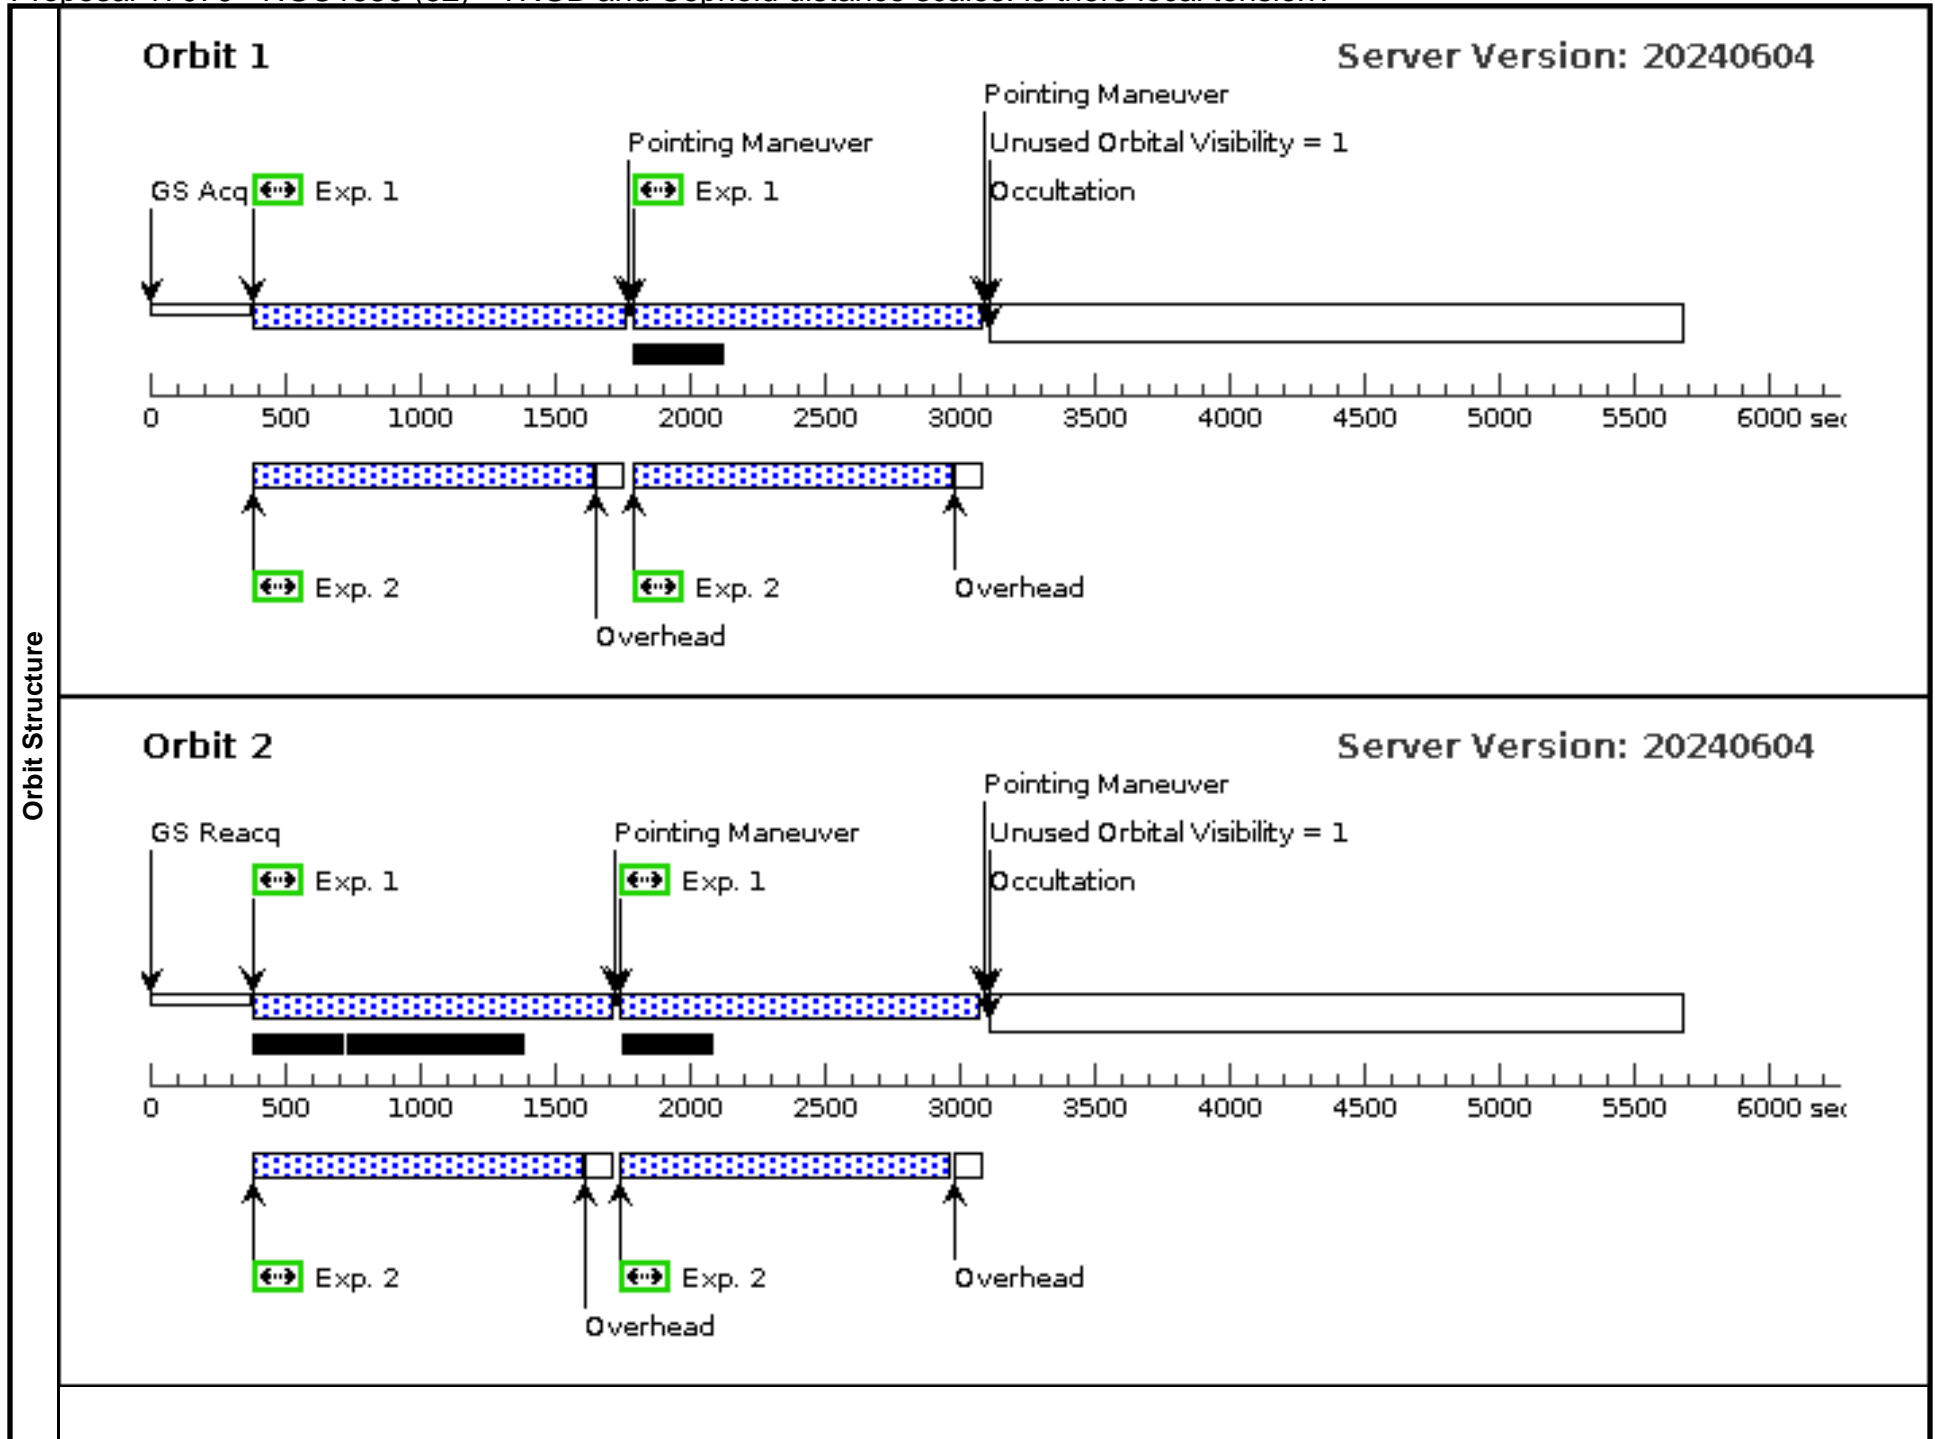 Orbit Structure
Orbit 1
Server Version: 20240604
Pointing Maneuver
Pointing Maneuver
Unused Orbital Visibility = 1
GS Acq
Exp. 1
Exp. 1
Occultation
0 500 1000 1500 2000 2500 3000 3500 4000 4500 5000 5500 6000
Exp. 2
Exp. 2
Overhead
Overhead
Orbit 2
Server Version: 20240604
Pointing Maneuver
GS Reacq
Pointing Maneuver
Unused Orbital Visibility = 1
Exp. 1
Exp. 1
Occultation
0 500 1000 1500 2000 2500 3000 3500 4000 4500 5000 5500 6000
Exp. 2
Exp. 2
Overhead
Overhead